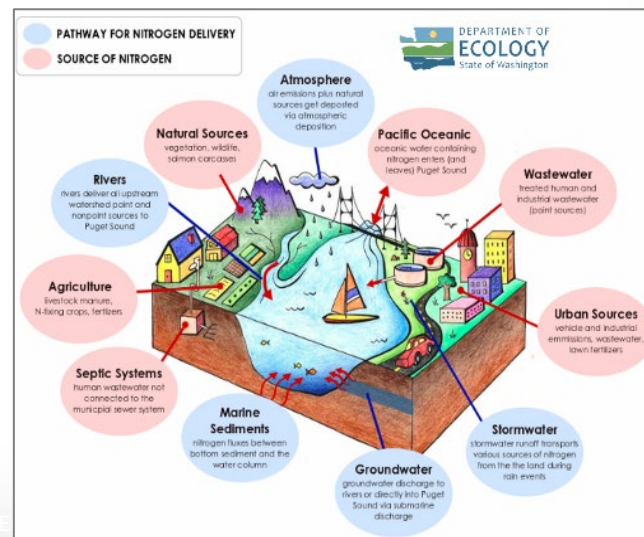 PATHWAY FOR NITROGEN DELIVERY
SOURCE OF NITROGEN
DEPARTMENT OF
ECOLOGY
State of Washington
Atmosphere
air emissions plus natural
sources get deposited
via atmospheric
deposition
Natural Sources
vegetation, wildlife,
salmon carcasses
Pacific Oceanic
oceanic water containing
nitrogen enters (and
leaves) Puget Sound
Wastewater
treated human and
industrial wastewater
(point sources)
Rivers
rivers deliver all upstream
watershed point and
nonpoint sources to
Puget Sound
Agriculture
livestock manure,
N-fixing crops, fertizers
Urban Sources
vehicle and industrial
emmissions, wastewater,
lawn fertilizers
Septic Systems
human wastewater not
connected to the
municpial sewer system
Marine
Sediments
nitrogen fluxes between
bottom sediment and the
water column
Groundwater
groundwater discharge to
rivers or directly into Puget
Sound via submarine
discharge
Stormwater
stormwater runoff transports
various sources of nitrogen
from the the land during
rain events